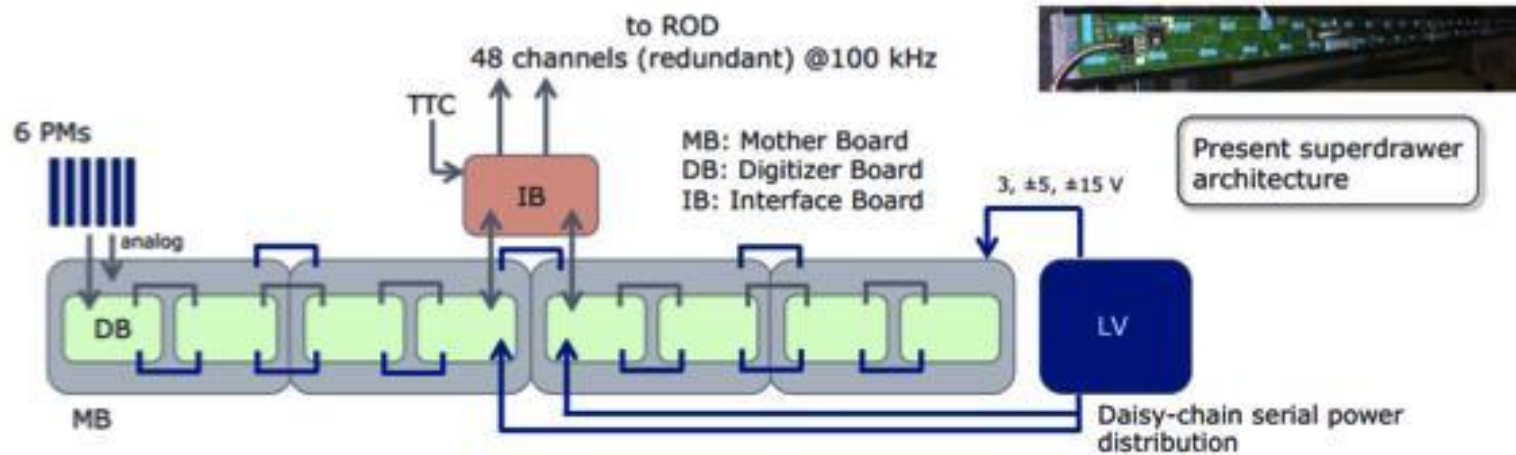 to ROD
48 channels (redundant) @100 kHz
TTC
6 PMs
MB: Mother Board
DB: Digitizer Board
IB: Interface Board
Present superdrawer
architecture
3, ±5, ±15 V
IB
analog
DB
LV
MB
Daisy-chain serial power
distribution